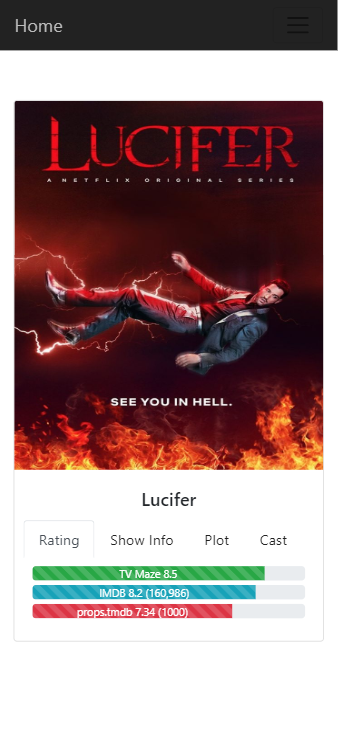 Home
LUCIFER
A NETFLIX ORIGINAL SERIES
SEE YOU IN HELL.
Lucifer
Rating Show Info Plot Cast
TV Maze 8.5
IMDB 8.2 (160,986)
props.tmdb 7.34 (1000)